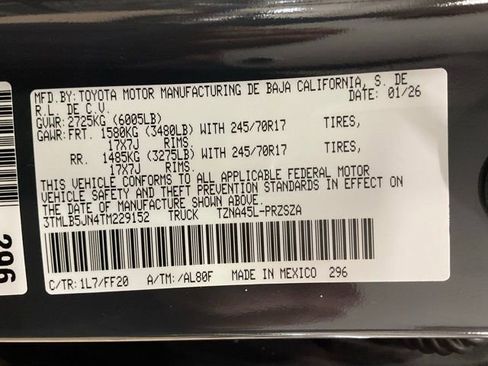 MFD.BY: TOYOTA MOTOR MANUFACTURING DE BAJA CALIFORNIA, S. DE
R.L. DE C.V. DATE: 01/26
GVWR: 2725KG (6005LB)
GAWR: FRT. 1580KG (3480LB) WITH 245/70R17 TIRES,
17X7J RIMS.
RR. 1485KG (3275LB) WITH 245/70R17 TIRES,
17X7J RIMS.
THIS VEHICLE CONFORMS TO ALL APPLICABLE FEDERAL MOTOR
VEHICLE SAFETY AND THEFT PREVENTION STANDARDS IN EFFECT ON
THE DATE OF MANUFACTURE SHOWN ABOVE.
3TMLB5JN4TM229152 TRUCK TZNA45L-PRZSZA
C/TR: 1L7/FF20 A/TM: /AL80F MADE IN MEXICO 296
296